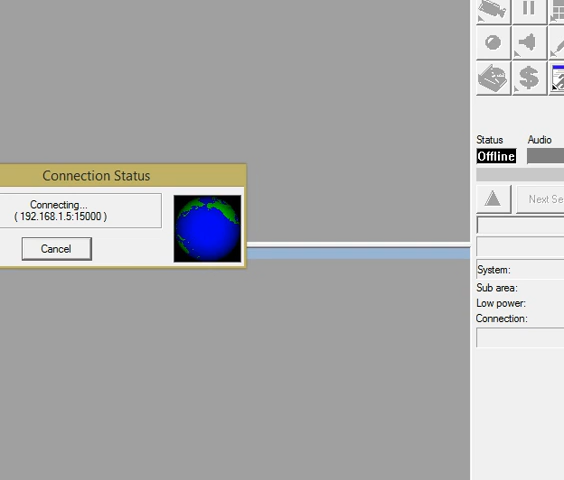 Connection Status
Connecting...
( 192.168.1.5:15000 )
Cancel
Status Audio
Offline
Next Se
System:
Sub area:
Low power:
Connection: